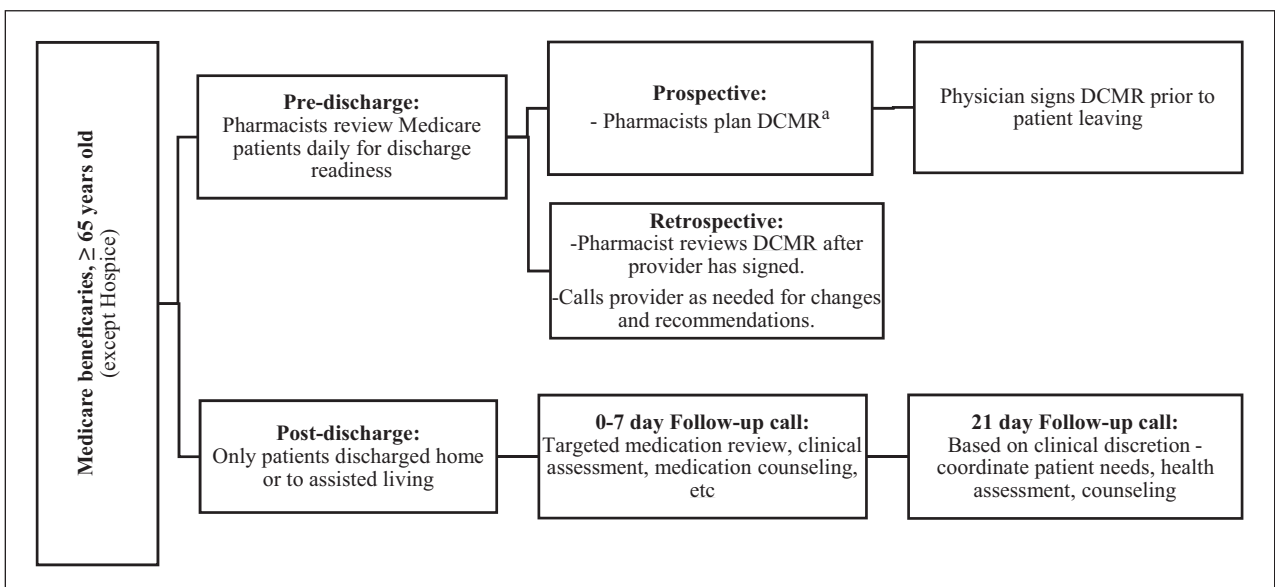 Medicare beneficaries, ≥ 65 years old
(except Hospice)
Pre-discharge:
Pharmacists review Medicare
patients daily for discharge
readiness
Prospective:
- Pharmacists plan DCMRᵃ
Physician signs DCMR prior to
patient leaving
Retrospective:
-Pharmacist reviews DCMR after
provider has signed.
-Calls provider as needed for changes
and recommendations.
Post-discharge:
Only patients discharged home
or to assisted living
0-7 day Follow-up call:
Targeted medication review, clinical
assessment, medication counseling,
etc
21 day Follow-up call:
Based on clinical discretion -
coordinate patient needs, health
assessment, counseling